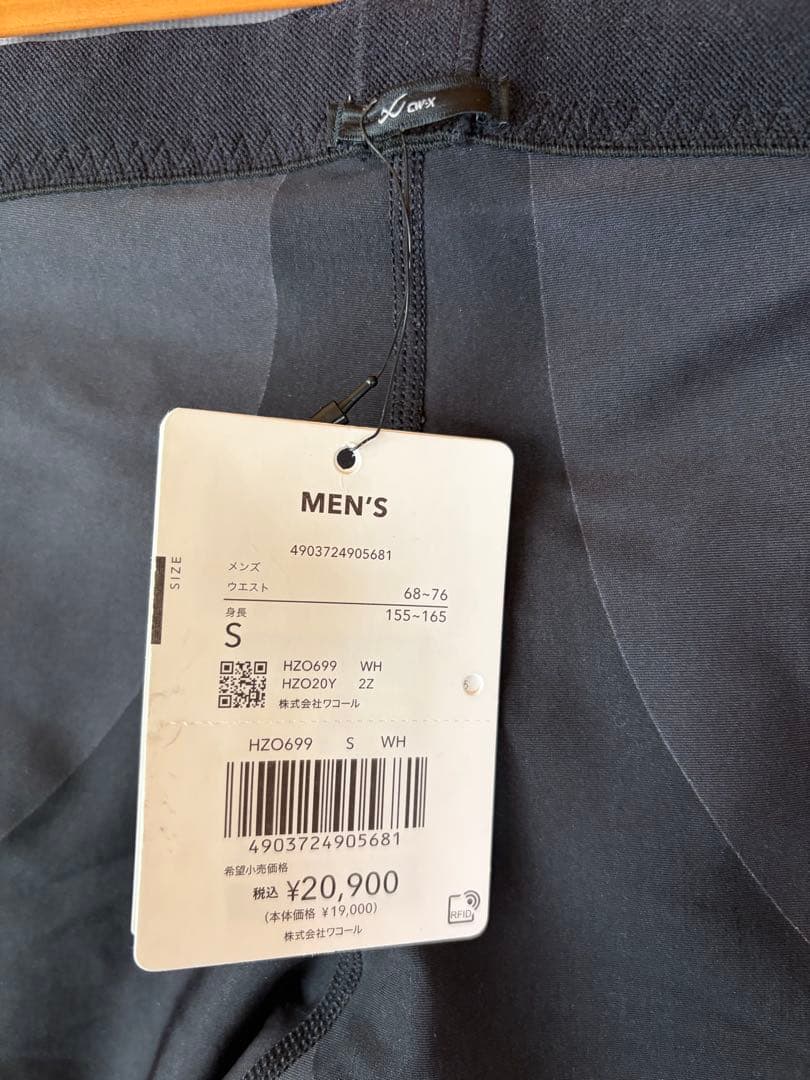 CW-X
MEN'S
4903724905681
SIZE
メンズ
ウエスト 68~76
身長 155~165
S
HZO699 WH
HZO20Y 2Z
株式会社ワコール
HZO699 S WH
4903724905681
希望小売価格
税込 ¥20,900
(本体価格 ¥19,000)
RFID
株式会社ワコール